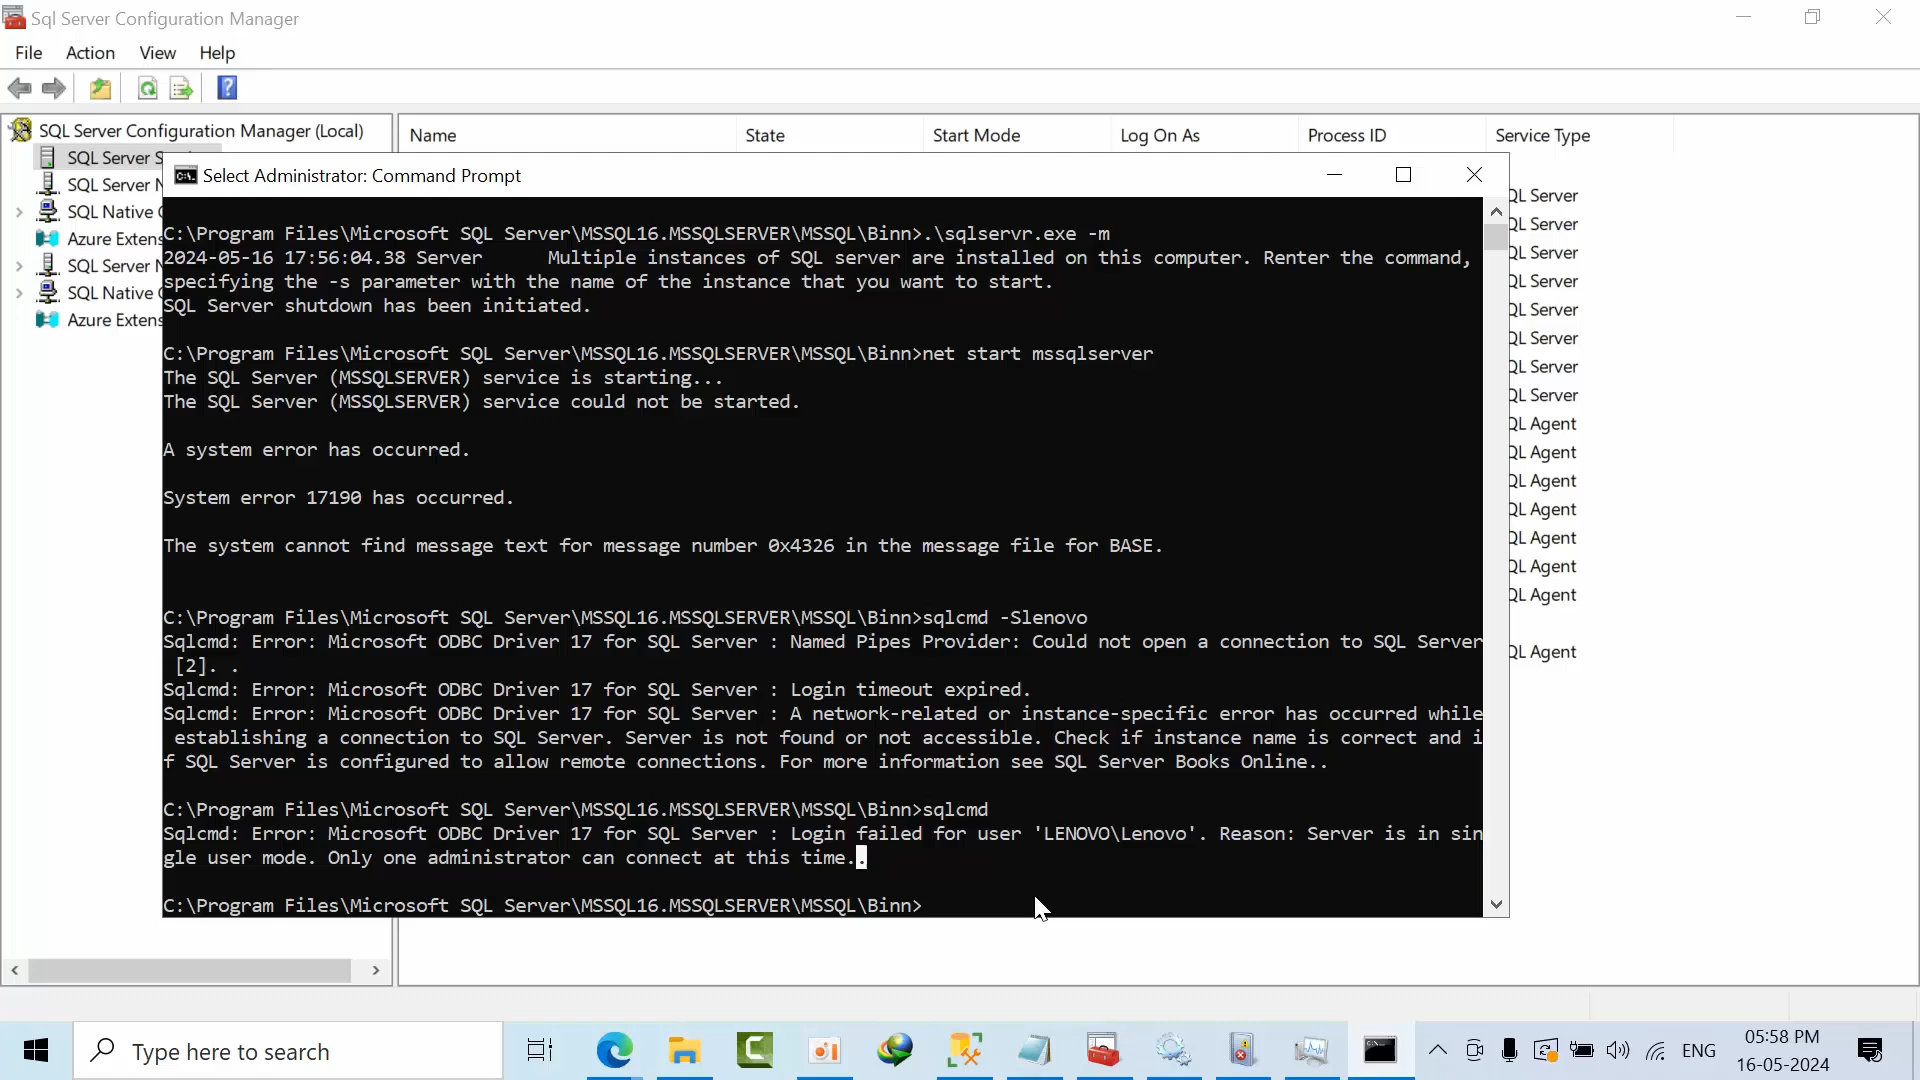 Sql Server Configuration Manager
File Action View Help
SQL Server Configuration Manager (Local)
Name State Start Mode Log On As Process ID Service Type
SQL Server S
SQL Server N
SQL Native C
Azure Extens
SQL Server N
SQL Native C
Azure Extens
Select Administrator: Command Prompt
C:\Program Files\Microsoft SQL Server\MSSQL16.MSSQLSERVER\MSSQL\Binn>.\sqlservr.exe -m
2024-05-16 17:56:04.38 Server      Multiple instances of SQL server are installed on this computer. Renter the command,
specifying the -s parameter with the name of the instance that you want to start.
SQL Server shutdown has been initiated.
C:\Program Files\Microsoft SQL Server\MSSQL16.MSSQLSERVER\MSSQL\Binn>net start mssqlserver
The SQL Server (MSSQLSERVER) service is starting...
The SQL Server (MSSQLSERVER) service could not be started.
A system error has occurred.
System error 17190 has occurred.
The system cannot find message text for message number 0x4326 in the message file for BASE.
C:\Program Files\Microsoft SQL Server\MSSQL16.MSSQLSERVER\MSSQL\Binn>sqlcmd -Slenovo
Sqlcmd: Error: Microsoft ODBC Driver 17 for SQL Server : Named Pipes Provider: Could not open a connection to SQL Server
[2]. .
Sqlcmd: Error: Microsoft ODBC Driver 17 for SQL Server : Login timeout expired.
Sqlcmd: Error: Microsoft ODBC Driver 17 for SQL Server : A network-related or instance-specific error has occurred while
establishing a connection to SQL Server. Server is not found or not accessible. Check if instance name is correct and i
f SQL Server is configured to allow remote connections. For more information see SQL Server Books Online..
C:\Program Files\Microsoft SQL Server\MSSQL16.MSSQLSERVER\MSSQL\Binn>sqlcmd
Sqlcmd: Error: Microsoft ODBC Driver 17 for SQL Server : Login failed for user 'LENOVO\Lenovo'. Reason: Server is in sin
gle user mode. Only one administrator can connect at this time..
C:\Program Files\Microsoft SQL Server\MSSQL16.MSSQLSERVER\MSSQL\Binn>
QL Server
QL Server
QL Server
QL Server
QL Server
QL Server
QL Server
QL Server
QL Agent
QL Agent
QL Agent
QL Agent
QL Agent
QL Agent
QL Agent
QL Agent
Type here to search
ENG
05:58 PM
16-05-2024